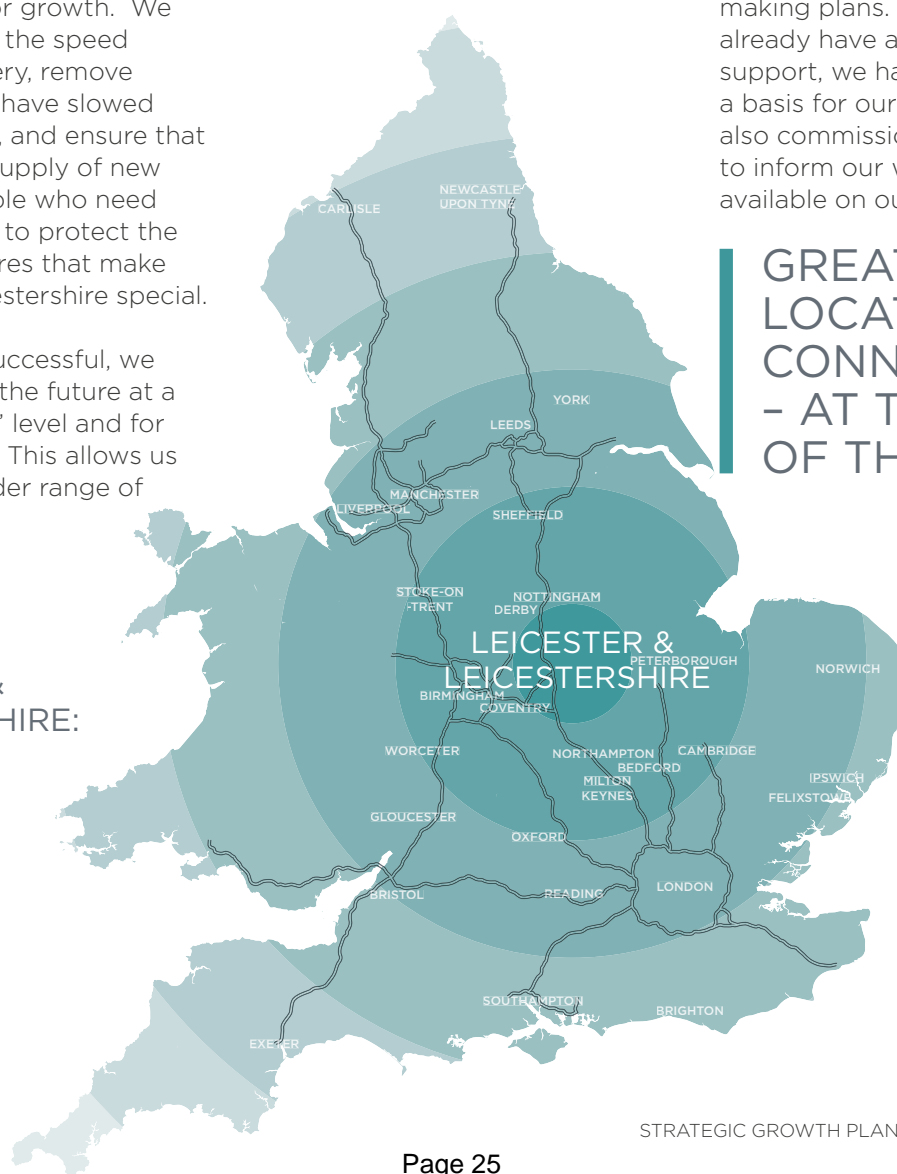 or growth. We
the speed
ery, remove
have slowed
, and ensure that
supply of new
ple who need
to protect the
res that make
estershire special.
uccessful, we
the future at a
’ level and for
This allows us
der range of
&
HIRE:
making plans.
already have a
support, we ha
a basis for our
also commissio
to inform our w
available on ou
GREAT
LOCAT
CONN
– AT T
OF TH
CARLISLE
NEWCASTLE
UPON TYNE
YORK
LEEDS
MANCHESTER
LIVERPOOL
SHEFFIELD
STOKE-ON
-TRENT
NOTTINGHAM
DERBY
LEICESTER &
LEICESTERSHIRE
PETERBOROUGH
NORWICH
BIRMINGHAM
COVENTRY
WORCETER
NORTHAMPTON
CAMBRIDGE
BEDFORD
MILTON
KEYNES
IPSWICH
FELIXSTOWE
GLOUCESTER
OXFORD
LONDON
BRISTOL
READING
SOUTHAMPTON
BRIGHTON
EXETER
STRATEGIC GROWTH PLAN
Page 25